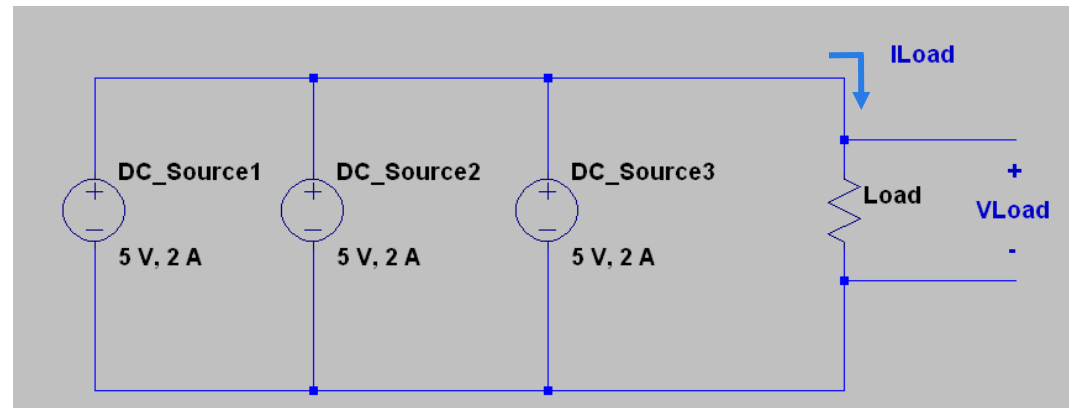 ILoad
DC_Source1
DC_Source2
DC_Source3
+
Load
VLoad
-
5 V, 2 A
5 V, 2 A
5 V, 2 A